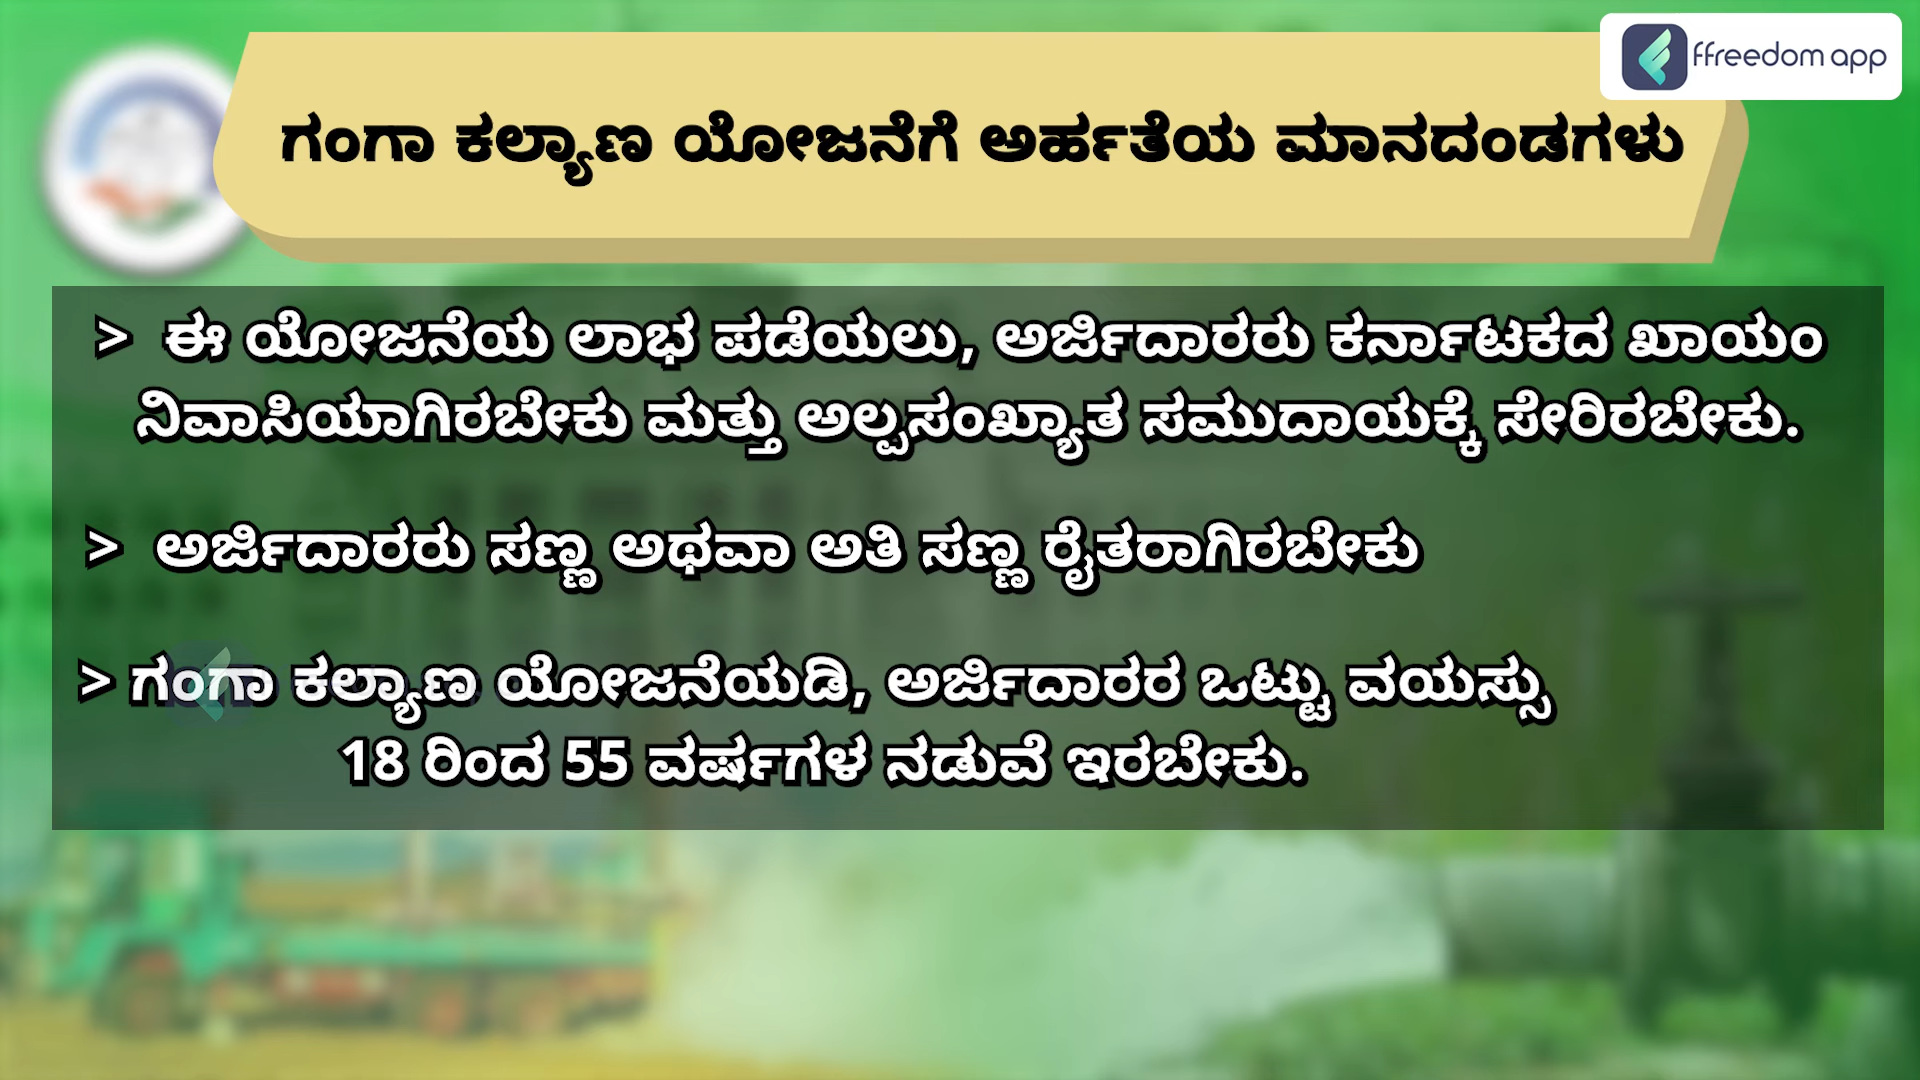 ffreedom app
ಗಂಗಾ ಕಲ್ಯಾಣ ಯೋಜನೆಗೆ ಅರ್ಹತೆಯ ಮಾನದಂಡಗಳು
> ಈ ಯೋಜನೆಯ ಲಾಭ ಪಡೆಯಲು, ಅರ್ಜಿದಾರರು ಕರ್ನಾಟಕದ ಖಾಯಂ
ನಿವಾಸಿಯಾಗಿರಬೇಕು ಮತ್ತು ಅಲ್ಪಸಂಖ್ಯಾತ ಸಮುದಾಯಕ್ಕೆ ಸೇರಿರಬೇಕು.
> ಅರ್ಜಿದಾರರು ಸಣ್ಣ ಅಥವಾ ಅತಿ ಸಣ್ಣ ರೈತರಾಗಿರಬೇಕು
> ಗಂಗಾ ಕಲ್ಯಾಣ ಯೋಜನೆಯಡಿ, ಅರ್ಜಿದಾರರ ಒಟ್ಟು ವಯಸ್ಸು
18 ರಿಂದ 55 ವರ್ಷಗಳ ನಡುವೆ ಇರಬೇಕು.